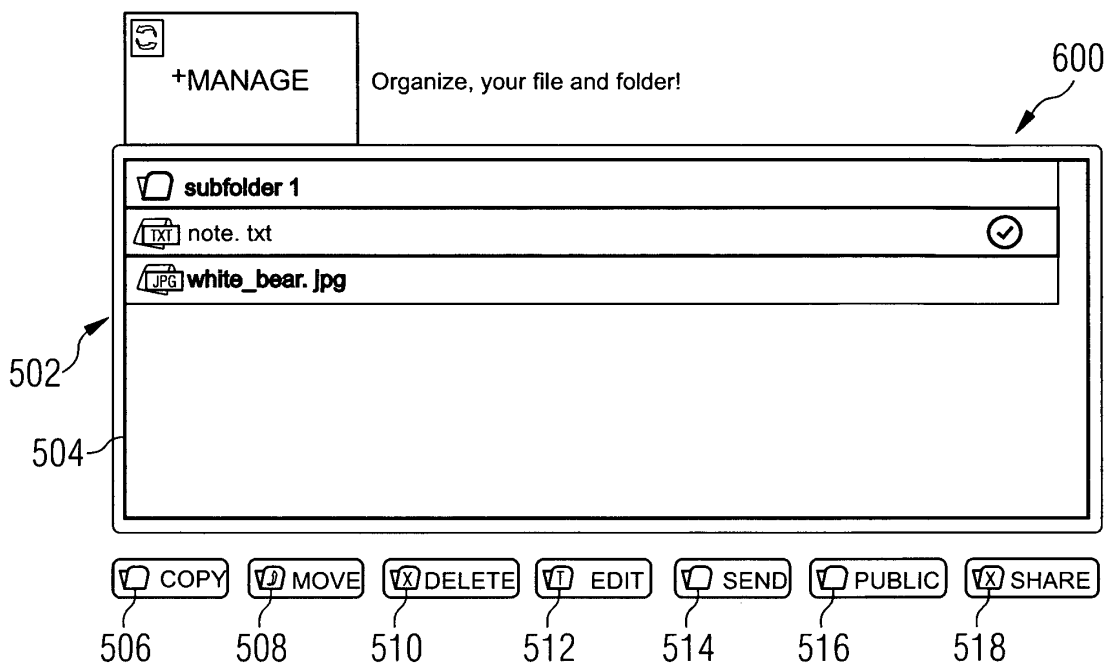 +MANAGE
Organize, your file and folder!
600
subfolder 1
TXT note. txt
JPG white_bear. jpg
502
504
COPY MOVE X DELETE T EDIT SEND PUBLIC X SHARE
506 508 510 512 514 516 518